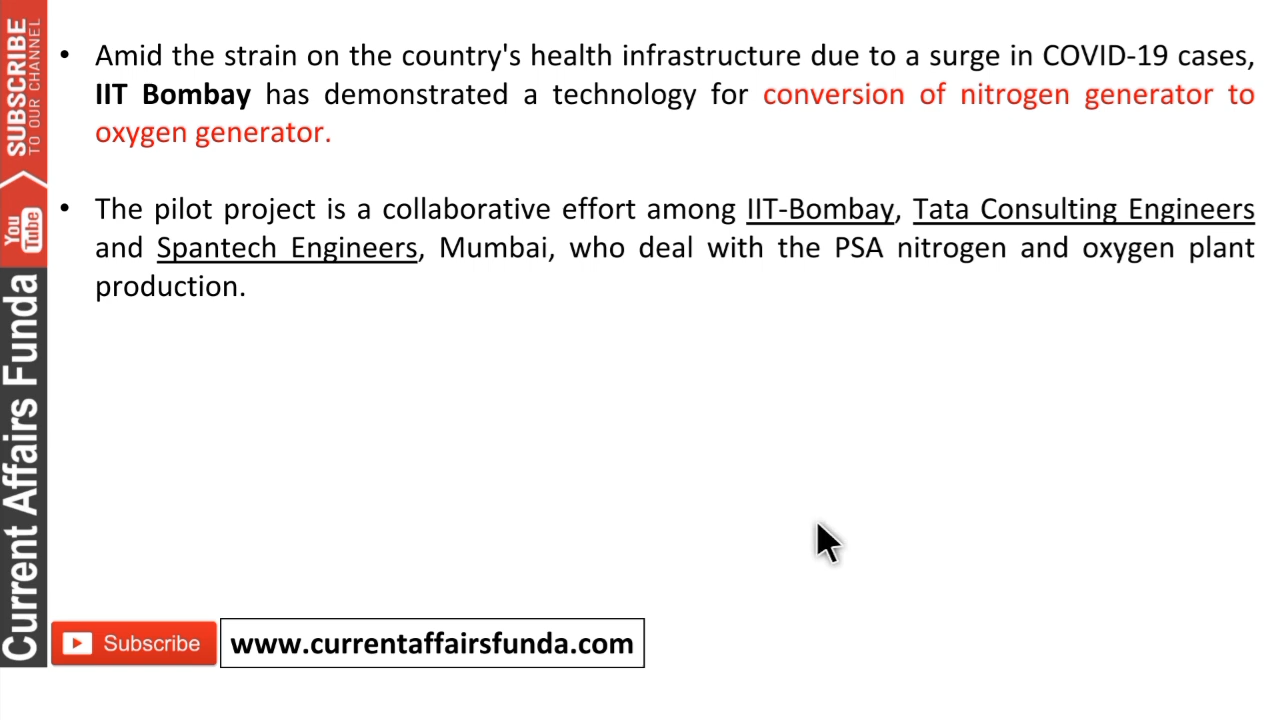 • Amid the strain on the country's health infrastructure due to a surge in COVID-19 cases,
IIT Bombay has demonstrated a technology for conversion of nitrogen generator to
oxygen generator.
• The pilot project is a collaborative effort among IIT-Bombay, Tata Consulting Engineers
and Spantech Engineers, Mumbai, who deal with the PSA nitrogen and oxygen plant
production.
SUBSCRIBE
TO OUR CHANNEL
You
Tube
Current Affairs Funda
Subscribe
www.currentaffairsfunda.com